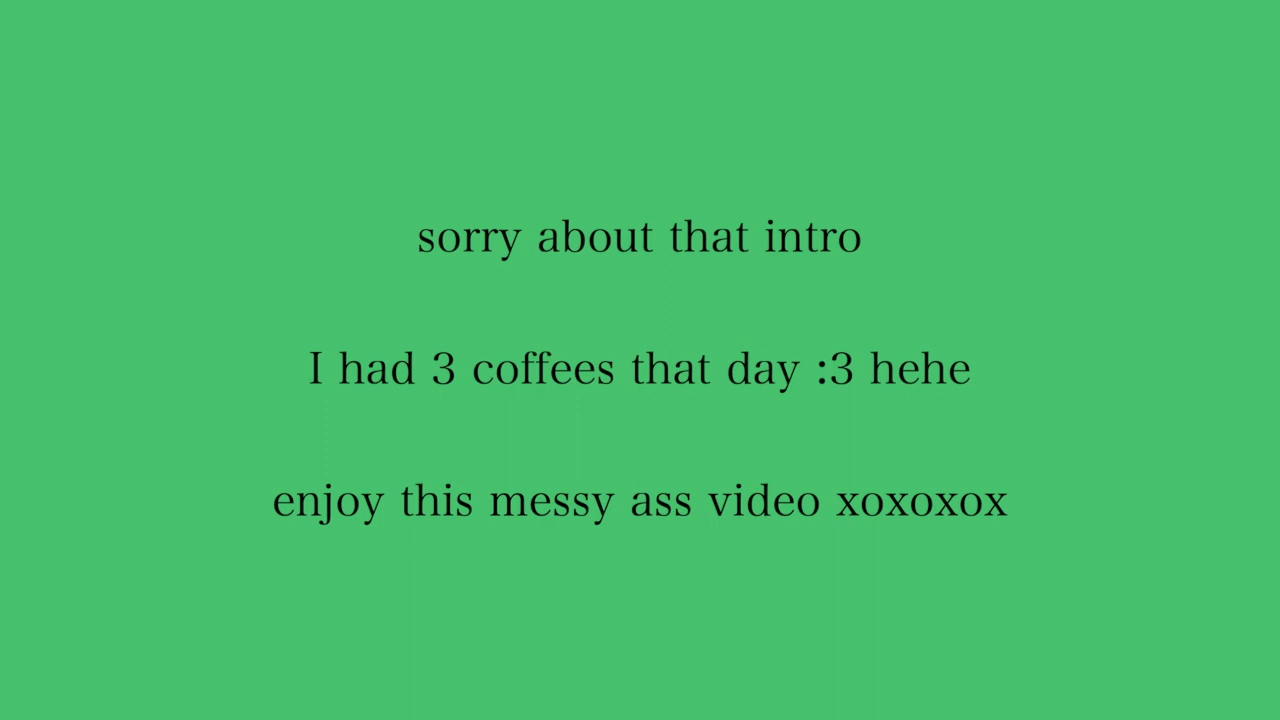 sorry about that intro
I had 3 coffees that day :3 hehe
enjoy this messy ass video xoxoxox